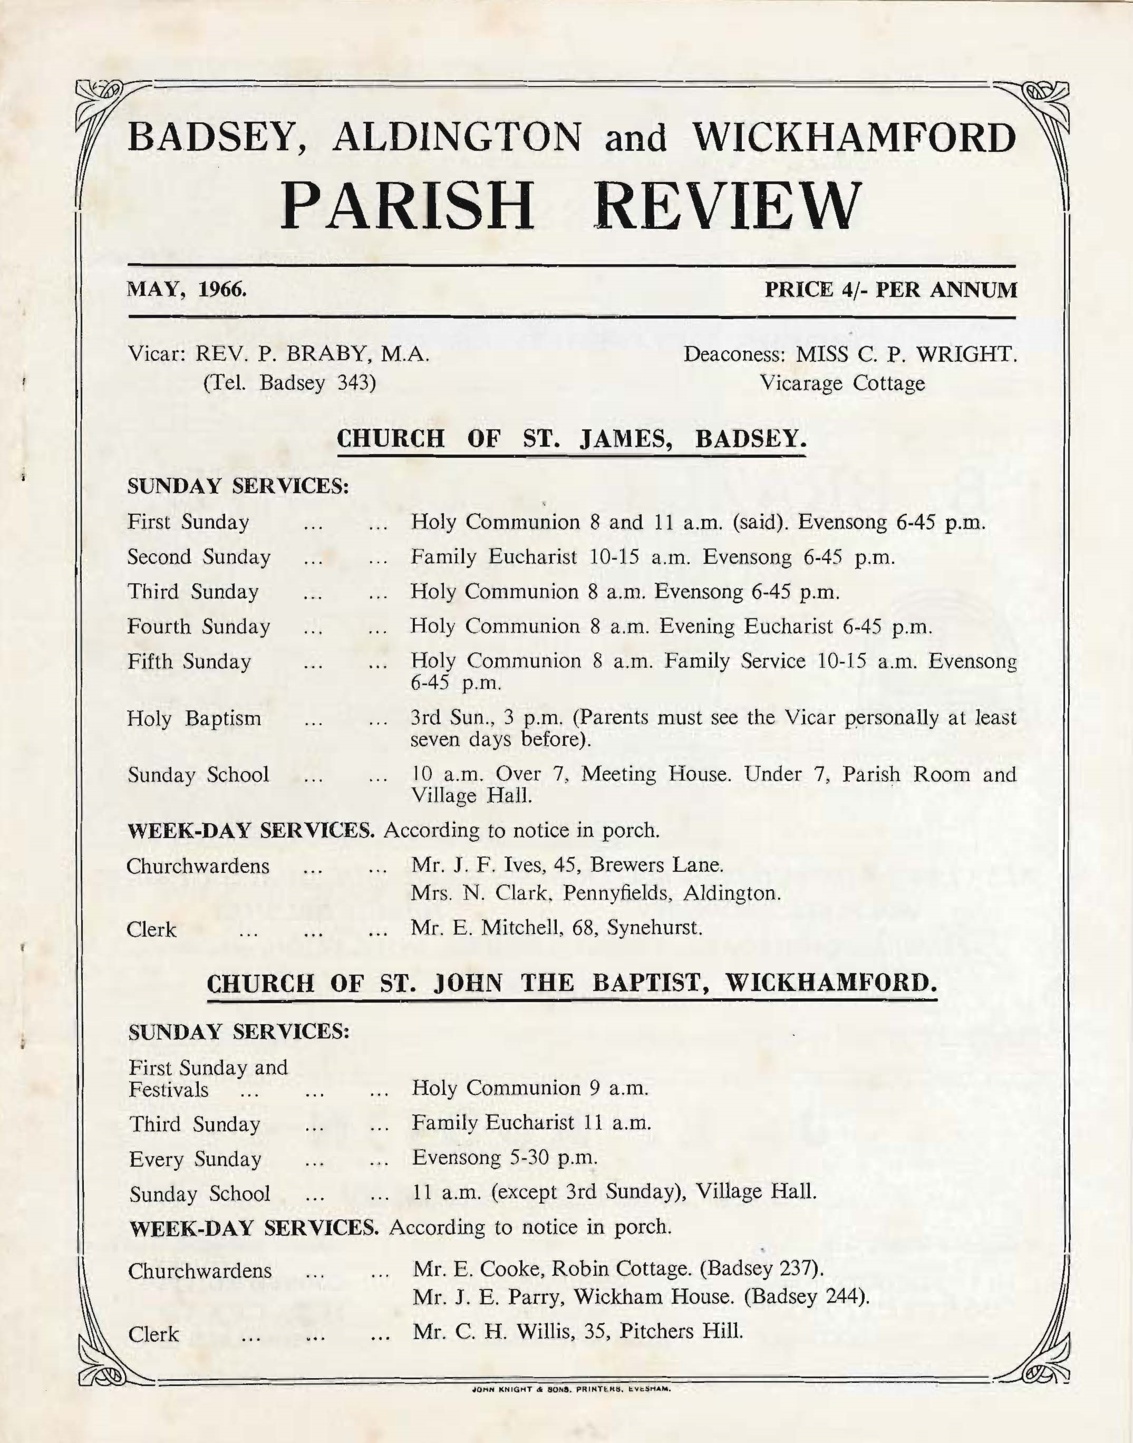 BADSEY, ALDINGTON and WICKHAMFORD
PARISH REVIEW
MAY, 1966. PRICE 4/- PER ANNUM
Vicar: REV. P. BRABY, M.A. Deaconess: MISS C. P. WRIGHT.
(Tel. Badsey 343) Vicarage Cottage
CHURCH OF ST. JAMES, BADSEY.
SUNDAY SERVICES:
First Sunday ... ... Holy Communion 8 and 11 a.m. (said). Evensong 6-45 p.m.
Second Sunday ... ... Family Eucharist 10-15 a.m. Evensong 6-45 p.m.
Third Sunday ... ... Holy Communion 8 a.m. Evensong 6-45 p.m.
Fourth Sunday ... ... Holy Communion 8 a.m. Evening Eucharist 6-45 p.m.
Fifth Sunday ... ... Holy Communion 8 a.m. Family Service 10-15 a.m. Evensong
6-45 p.m.
Holy Baptism ... ... 3rd Sun., 3 p.m. (Parents must see the Vicar personally at least
seven days before).
Sunday School ... ... 10 a.m. Over 7, Meeting House. Under 7, Parish Room and
Village Hall.
WEEK-DAY SERVICES. According to notice in porch.
Churchwardens ... ... Mr. J. F. Ives, 45, Brewers Lane.
Mrs. N. Clark, Pennyfields, Aldington.
Clerk ... ... ... Mr. E. Mitchell, 68, Synehurst.
CHURCH OF ST. JOHN THE BAPTIST, WICKHAMFORD.
SUNDAY SERVICES:
First Sunday and
Festivals ... ... ... Holy Communion 9 a.m.
Third Sunday ... ... Family Eucharist 11 a.m.
Every Sunday ... ... Evensong 5-30 p.m.
Sunday School ... ... 11 a.m. (except 3rd Sunday), Village Hall.
WEEK-DAY SERVICES. According to notice in porch.
Churchwardens ... ... Mr. E. Cooke, Robin Cottage. (Badsey 237).
Mr. J. E. Parry, Wickham House. (Badsey 244).
Clerk ... ... ... Mr. C. H. Willis, 35, Pitchers Hill.
JOHN KNIGHT & SONS, PRINTERS, EVESHAM.